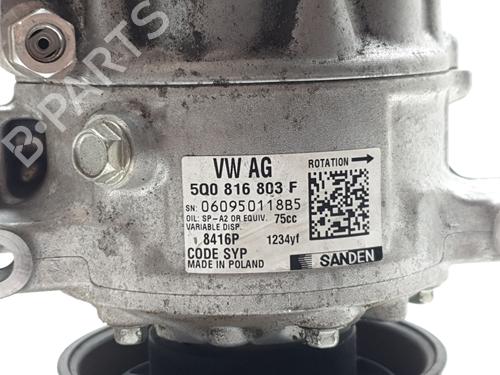 B-PARTS
VW AG
5Q0 816 803 F
SN: 06095011885
OIL: SP-A2 OR EQUIV. 75cc
VARIABLE DISP.
8416P 1234yf
CODE SYP
MADE IN POLAND
ROTATION
SANDEN